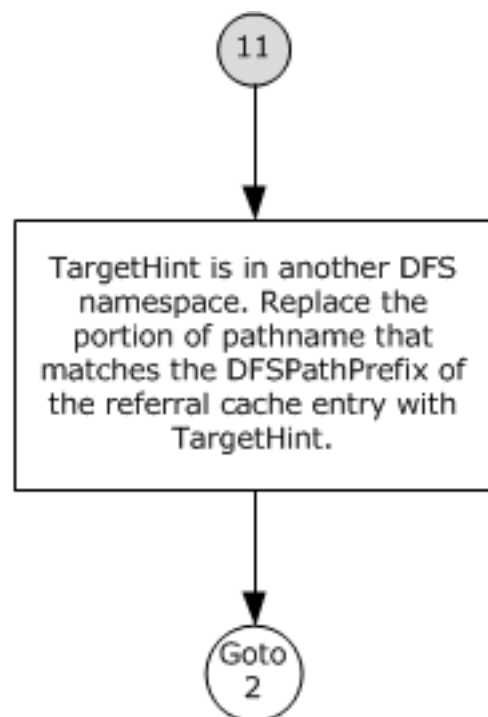 11
TargetHint is in another DFS
namespace. Replace the
portion of pathname that
matches the DFSPathPrefix of
the referral cache entry with
TargetHint.
Goto
2